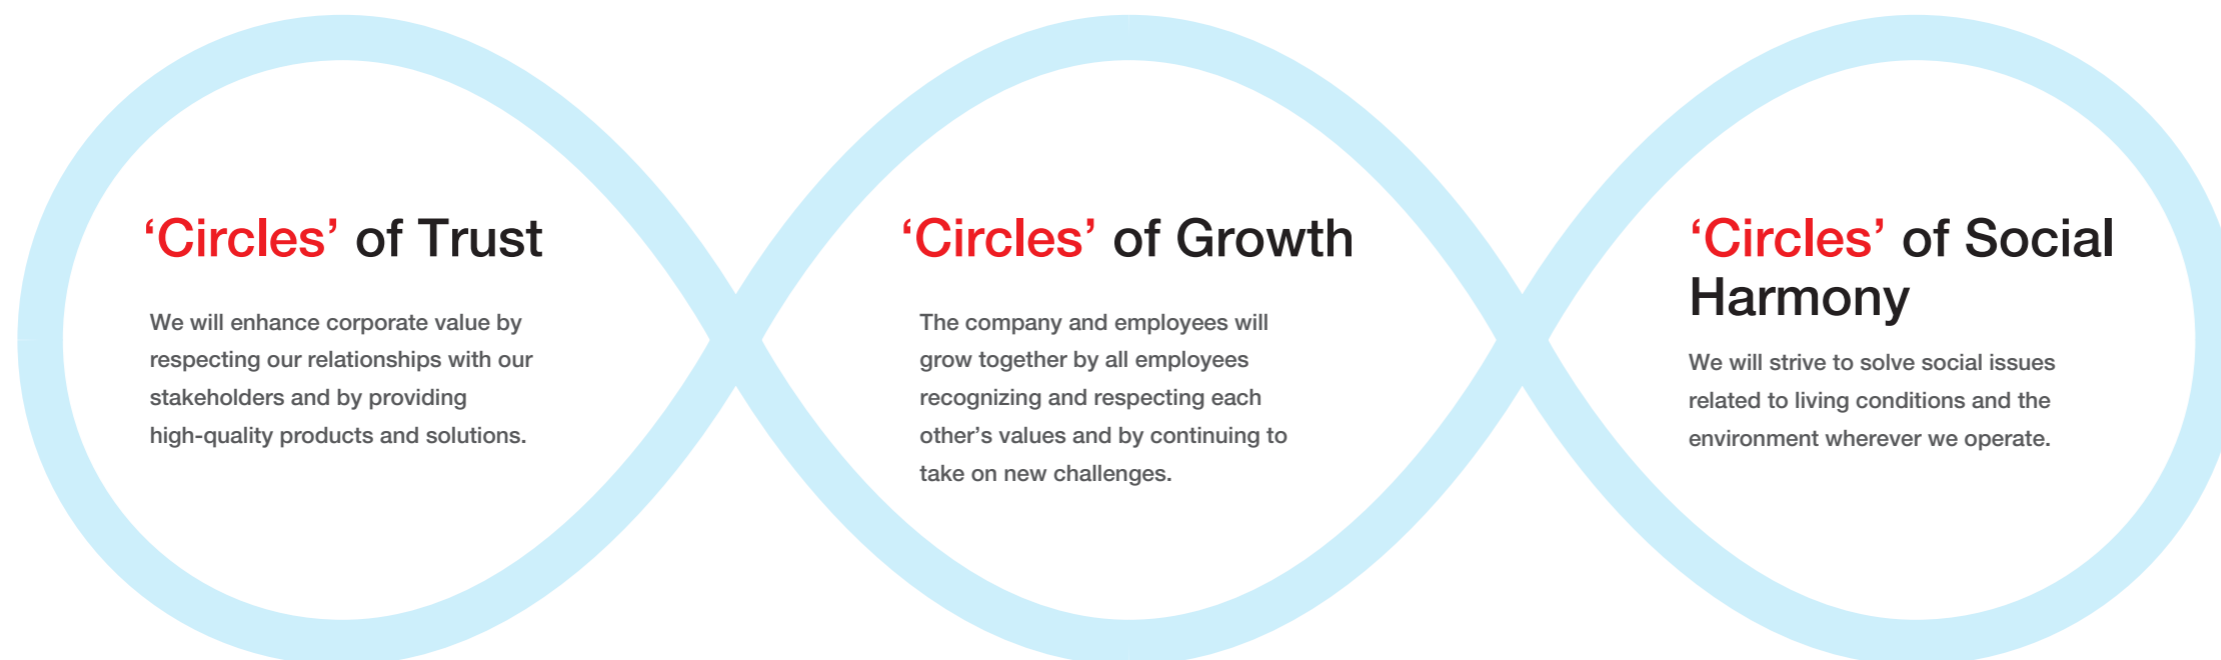 ‘Circles’ of Trust
We will enhance corporate value by
respecting our relationships with our
stakeholders and by providing
high-quality products and solutions.
‘Circles’ of Growth
The company and employees will
grow together by all employees
recognizing and respecting each
other’s values and by continuing to
take on new challenges.
‘Circles’ of Social
Harmony
We will strive to solve social issues
related to living conditions and the
environment wherever we operate.